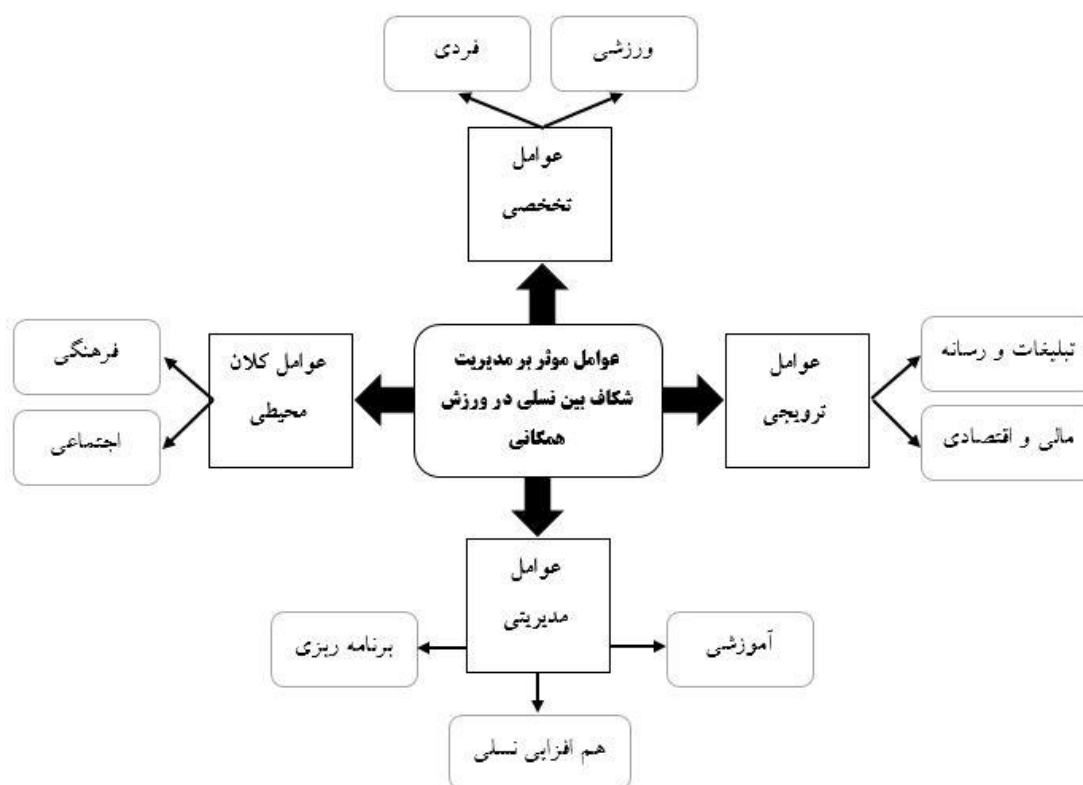 ورزشی
فردی
عوامل
تخخصی
عوامل کلان
محیطی
فرهنگی
اجتماعی
عوامل موثر بر مدیریت
شکاف بین نسلی در ورزش
همگانی
عوامل
ترویجی
تبلیغات و رسانه
مالی و اقتصادی
عوامل
مدیریتی
آموزشی
برنامه ریزی
هم افزایی نسلی